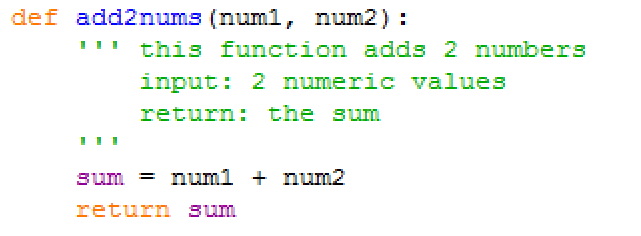 def add2nums(num1, num2):
    ''' this function adds 2 numbers
        input: 2 numeric values
        return: the sum
    '''
    sum = num1 + num2
    return sum